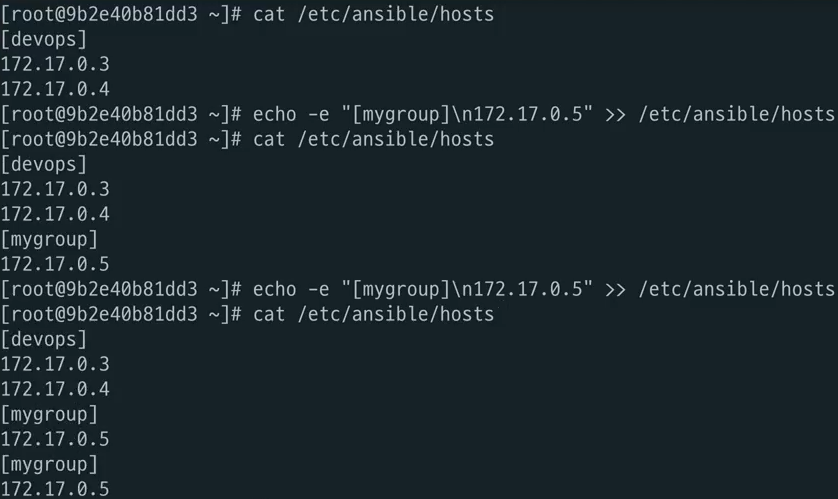 [root@9b2e40b81dd3 ~]# cat /etc/ansible/hosts
[devops]
172.17.0.3
172.17.0.4
[root@9b2e40b81dd3 ~]# echo -e "[mygroup]\n172.17.0.5" >> /etc/ansible/hosts
[root@9b2e40b81dd3 ~]# cat /etc/ansible/hosts
[devops]
172.17.0.3
172.17.0.4
[mygroup]
172.17.0.5
[root@9b2e40b81dd3 ~]# echo -e "[mygroup]\n172.17.0.5" >> /etc/ansible/hosts
[root@9b2e40b81dd3 ~]# cat /etc/ansible/hosts
[devops]
172.17.0.3
172.17.0.4
[mygroup]
172.17.0.5
[mygroup]
172.17.0.5